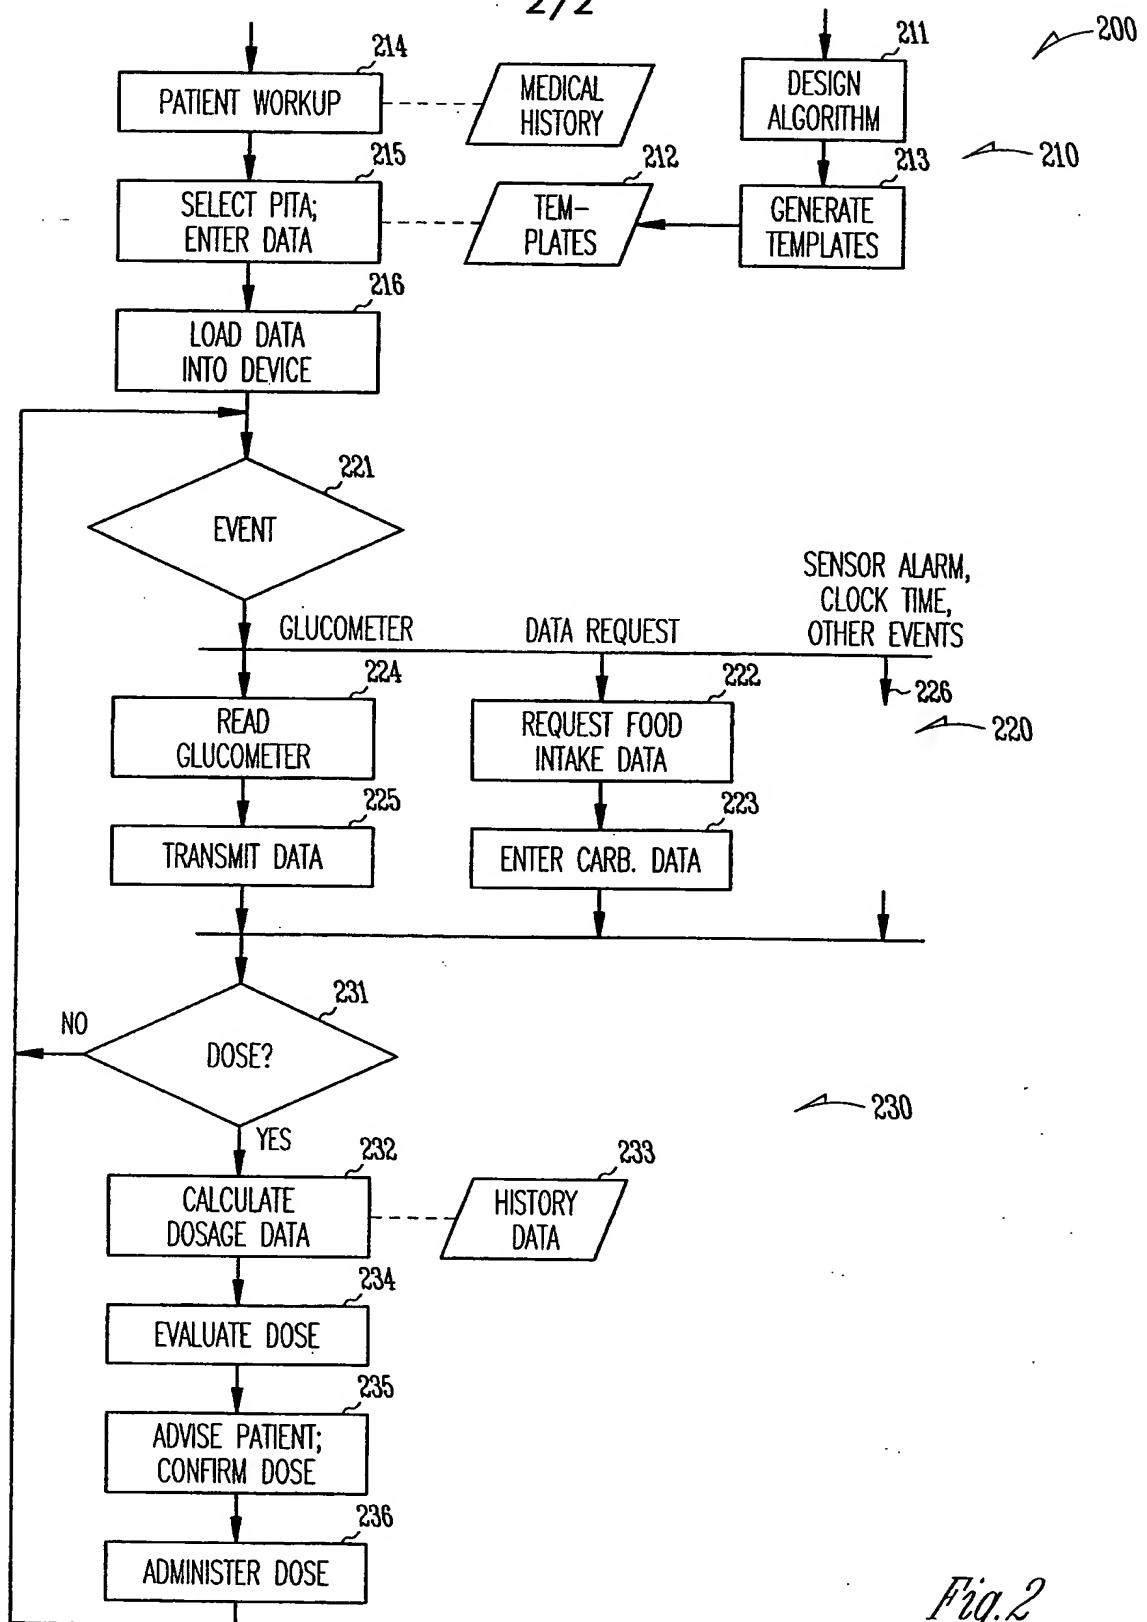 2/2
200
214
PATIENT WORKUP
MEDICAL
HISTORY
211
DESIGN
ALGORITHM
210
215
SELECT PITA;
ENTER DATA
212
TEM-
PLATES
213
GENERATE
TEMPLATES
216
LOAD DATA
INTO DEVICE
221
EVENT
GLUCOMETER
DATA REQUEST
SENSOR ALARM,
CLOCK TIME,
OTHER EVENTS
224
READ
GLUCOMETER
222
REQUEST FOOD
INTAKE DATA
226
220
225
TRANSMIT DATA
223
ENTER CARB. DATA
231
DOSE?
NO
YES
230
232
CALCULATE
DOSAGE DATA
233
HISTORY
DATA
234
EVALUATE DOSE
235
ADVISE PATIENT;
CONFIRM DOSE
236
ADMINISTER DOSE
Fig.2